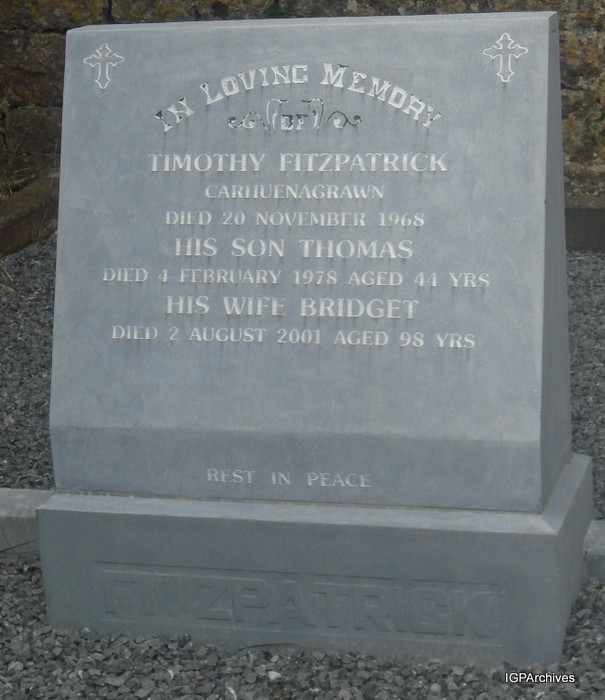 IN LOVING MEMORY
OF
TIMOTHY FITZPATRICK
CARHUENAGRAWN
DIED 20 NOVEMBER 1968
HIS SON THOMAS
DIED 4 FEBRUARY 1978 AGED 44 YRS
HIS WIFE BRIDGET
DIED 2 AUGUST 2001 AGED 98 YRS
REST IN PEACE
FITZPATRICK
IGPArchives